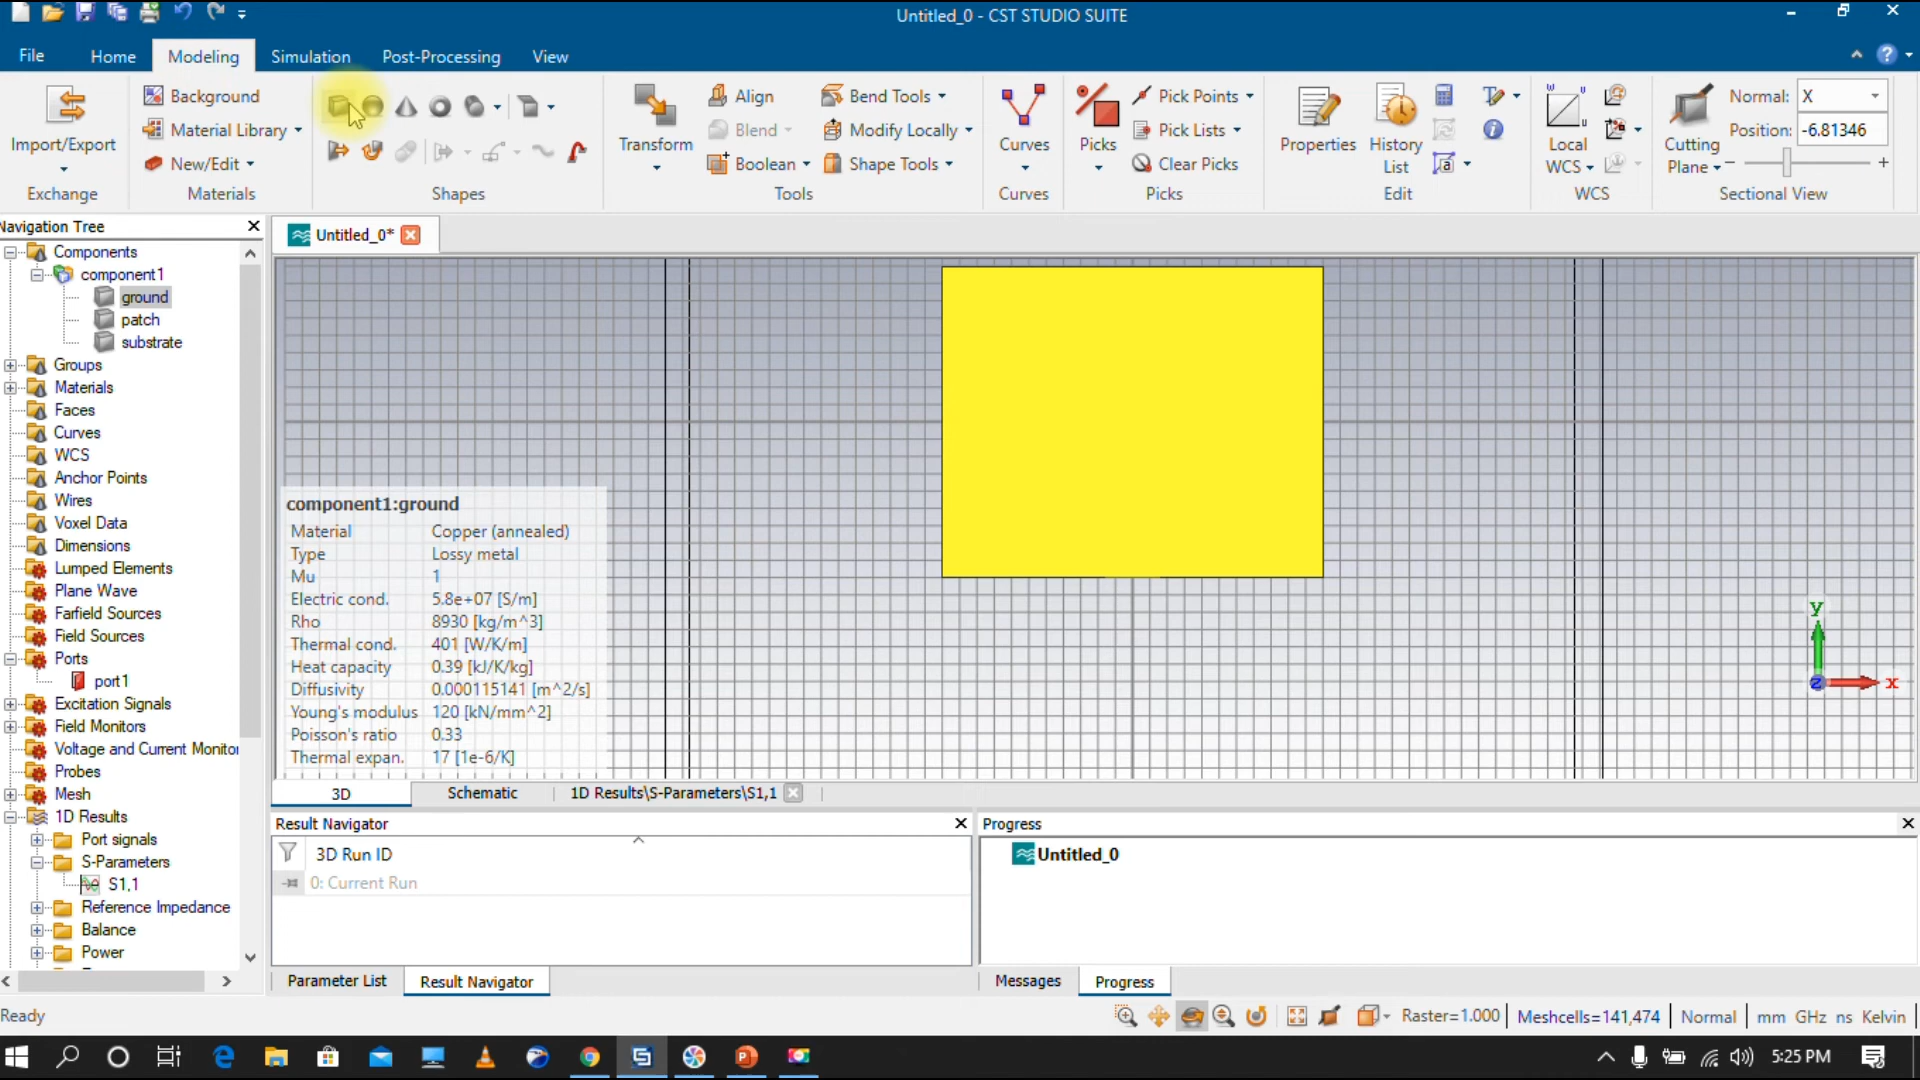 Untitled_0 - CST STUDIO SUITE
File
Home
Modeling
Simulation
Post-Processing
View
Import/Export
Exchange
Background
Material Library
New/Edit
Materials
Shapes
Transform
Align
Blend
Boolean
Bend Tools
Modify Locally
Shape Tools
Tools
Curves
Curves
Picks
Pick Points
Pick Lists
Clear Picks
Picks
Properties
History
List
Edit
Local
WCS
WCS
Cutting
Plane
Normal: X
Position: -6.81346
Sectional View
Navigation Tree
Components
component1
ground
patch
substrate
Groups
Materials
Faces
Curves
WCS
Anchor Points
Wires
Voxel Data
Dimensions
Lumped Elements
Plane Wave
Farfield Sources
Field Sources
Ports
port1
Excitation Signals
Field Monitors
Voltage and Current Monitor
Probes
Mesh
1D Results
Port signals
S-Parameters
S1,1
Reference Impedance
Balance
Power
Untitled_0*
component1:ground
Material Copper (annealed)
Type Lossy metal
Mu 1
Electric cond. 5.8e+07 [S/m]
Rho 8930 [kg/m^3]
Thermal cond. 401 [W/K/m]
Heat capacity 0.39 [kJ/K/kg]
Diffusivity 0.000115141 [m^2/s]
Young's modulus 120 [kN/mm^2]
Poisson's ratio 0.33
Thermal expan. 17 [1e-6/K]
y
z
x
3D
Schematic
1D Results\S-Parameters\S1,1
Result Navigator
3D Run ID
0: Current Run
Parameter List
Result Navigator
Progress
Untitled_0
Messages
Progress
Ready
Raster=1.000
Meshcells=141,474
Normal
mm GHz ns Kelvin
5:25 PM